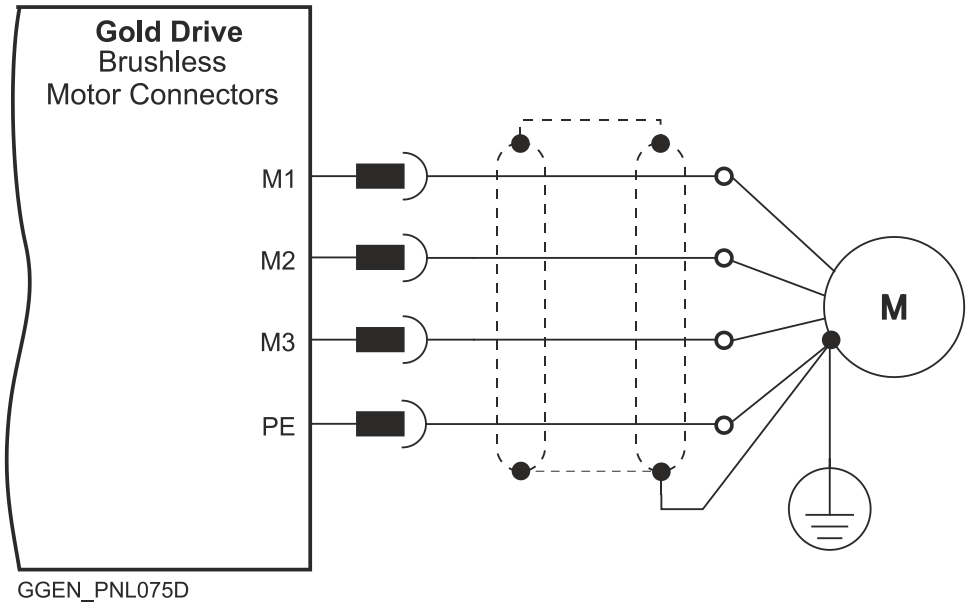 Gold Drive
Brushless
Motor Connectors
M1
M2
M3
PE
M
GGEN_PNL075D